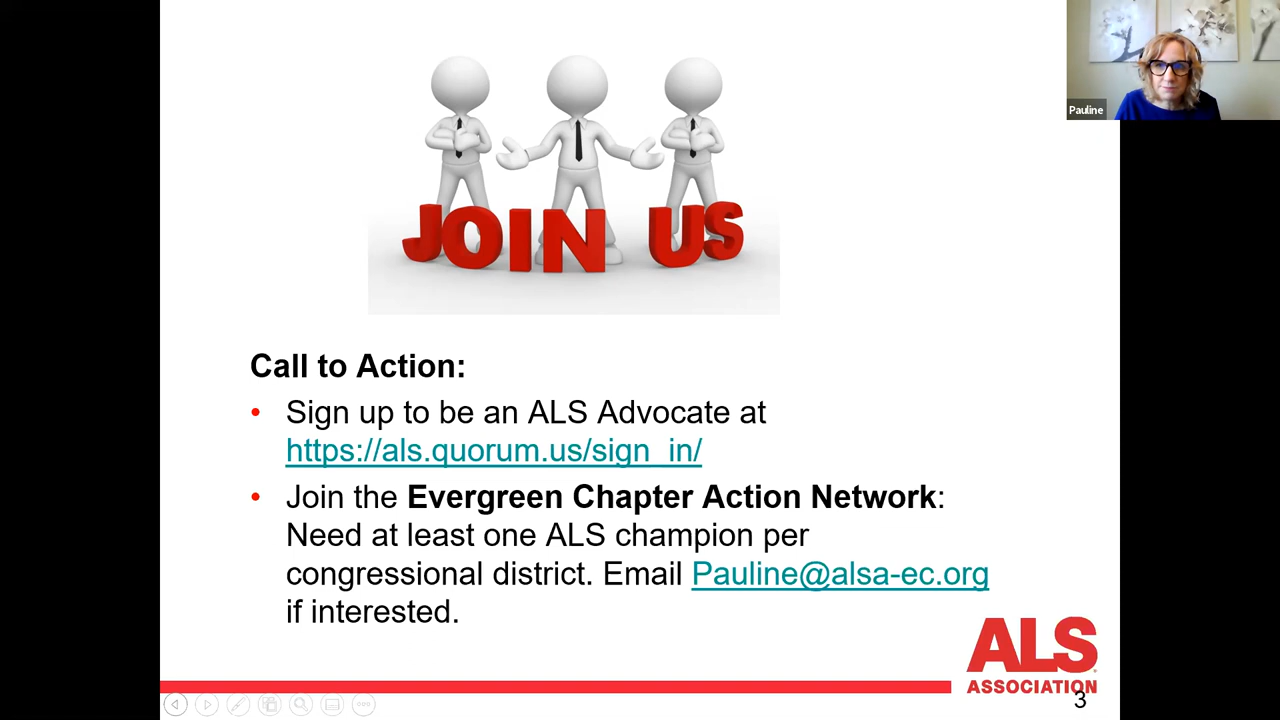 Pauline
JOIN US
Call to Action:
• Sign up to be an ALS Advocate at
https://als.quorum.us/sign_in/
• Join the Evergreen Chapter Action Network:
Need at least one ALS champion per
congressional district. Email Pauline@alsa-ec.org
if interested.
ALS
ASSOCIATION
3